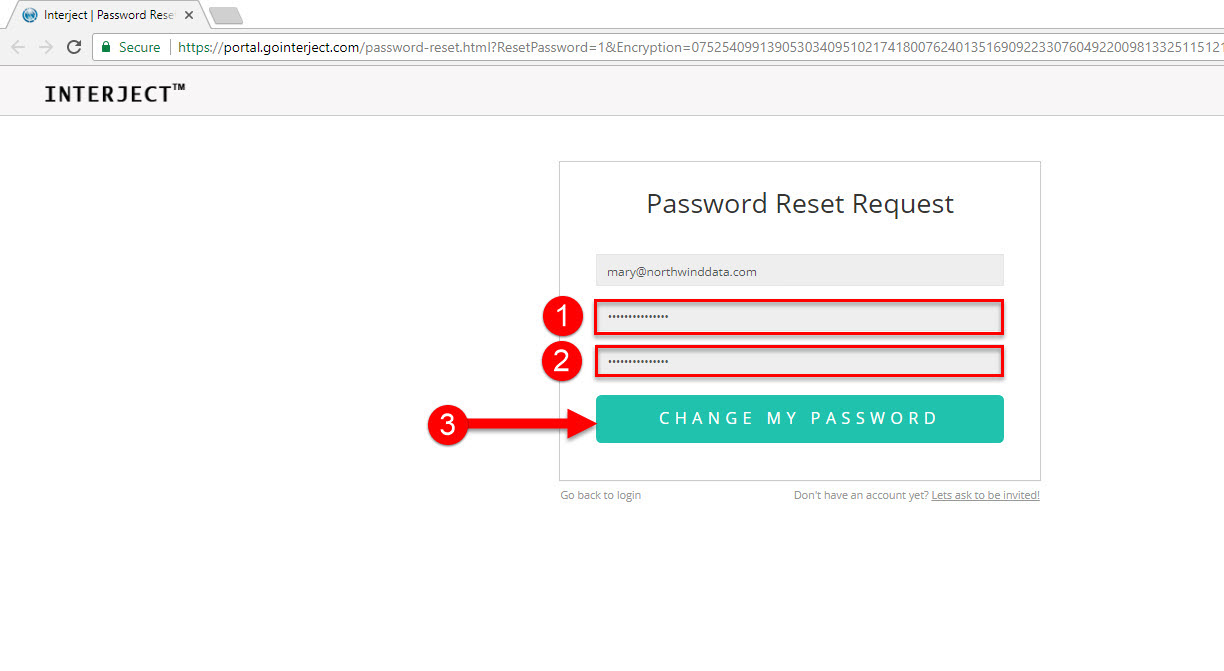 Interject | Password Rese
Secure https://portal.gointerject.com/password-reset.html?ResetPassword=1&Encryption=07525409913905303409510217418007624013516909223307604922009813325115121
INTERJECT™
Password Reset Request
mary@northwinddata.com
1 •••••••••••••••
2 •••••••••••••••
3 CHANGE MY PASSWORD
Go back to login Don't have an account yet? Lets ask to be invited!